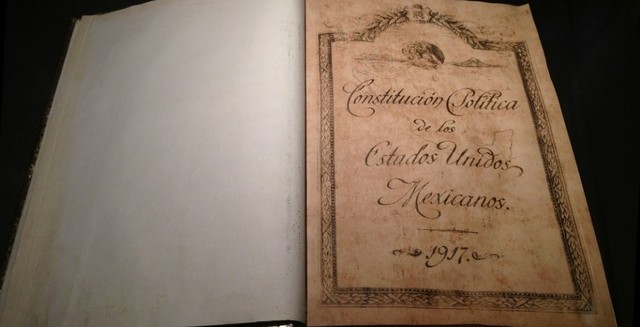 Constitución Política
de los
Estados Unidos
Mexicanos.
1917.